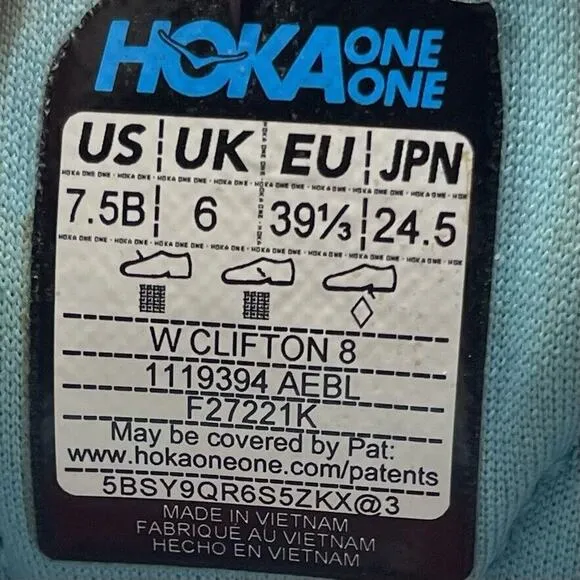 HOKA ONE ONE
US UK EU JPN
7.5B 6 39⅓ 24.5
W CLIFTON 8
1119394 AEBL
F27221K
May be covered by Pat:
www.hokaoneone.com/patents
5BSY9QR6S5ZKX@3
MADE IN VIETNAM
FABRIQUÉ AU VIETNAM
HECHO EN VIETNAM